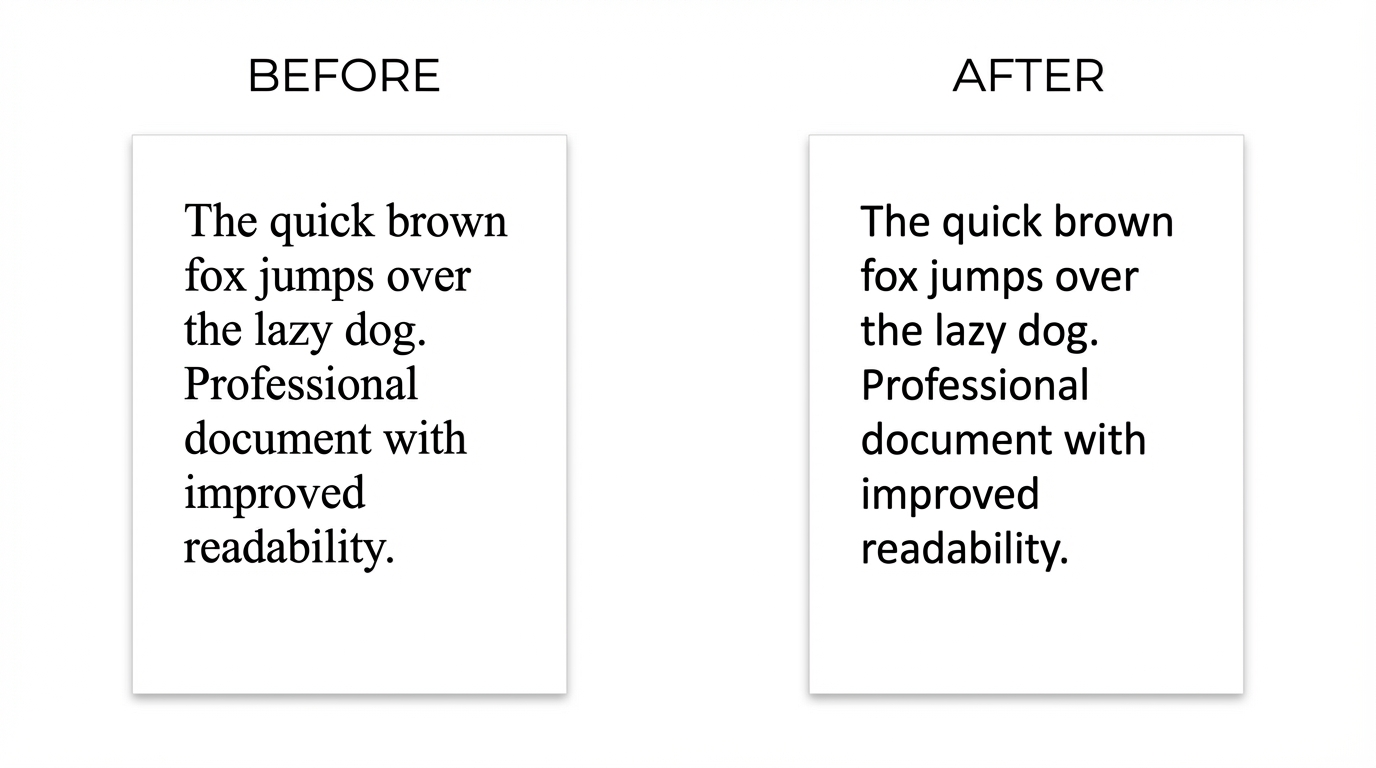 BEFORE
The quick brown
fox jumps over
the lazy dog.
Professional
document with
improved
readability.
AFTER
The quick brown
fox jumps over
the lazy dog.
Professional
document with
improved
readability.